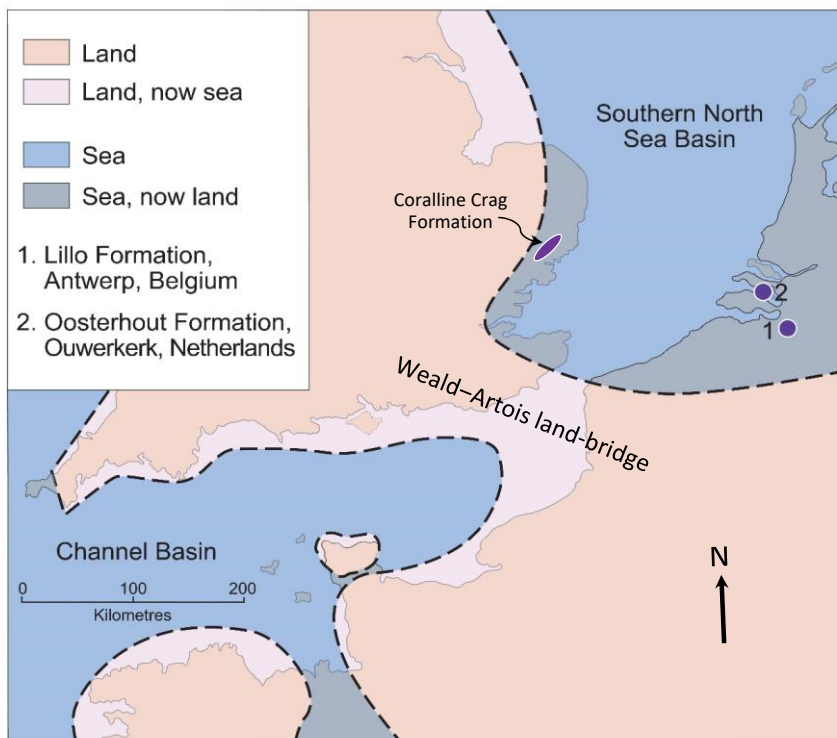 Land
Land, now sea
Sea
Sea, now land
1. Lillo Formation,
Antwerp, Belgium
2. Oosterhout Formation,
Ouwerkerk, Netherlands
Southern North
Sea Basin
Coralline Crag
Formation
2
1
Weald–Artois land-bridge
Channel Basin
0 100 200
Kilometres
N